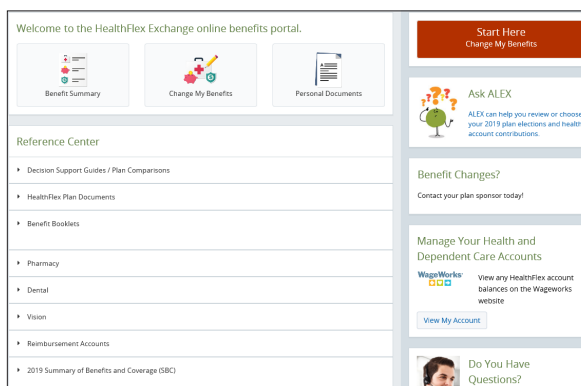 Welcome to the HealthFlex Exchange online benefits portal.
Benefit Summary
Change My Benefits
Personal Documents
Reference Center
Decision Support Guides / Plan Comparisons
HealthFlex Plan Documents
Benefit Booklets
Pharmacy
Dental
Vision
Reimbursement Accounts
2019 Summary of Benefits and Coverage (SBC)
Start Here
Change My Benefits
Ask ALEX
ALEX can help you review or choose
your 2019 plan elections and health
account contributions.
Benefit Changes?
Contact your plan sponsor today!
Manage Your Health and
Dependent Care Accounts
WageWorks
View any HealthFlex account
balances on the Wageworks
website
View My Account
Do You Have
Questions?